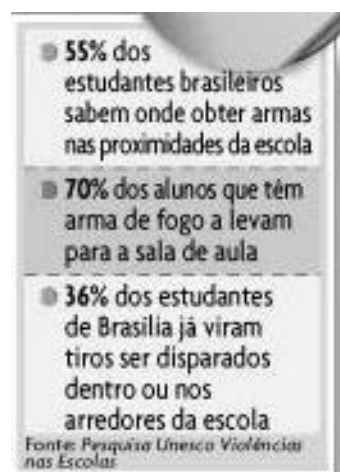 55% dos
estudantes brasileiros
sabem onde obter armas
nas proximidades da escola
70% dos alunos que têm
arma de fogo a levam
para a sala de aula
36% dos estudantes
de Brasília já viram
tiros ser disparados
dentro ou nos
arredores da escola
Fonte: Pesquisa Unesco Violências
nas Escolas